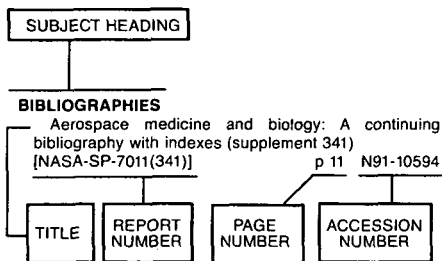 SUBJECT HEADING
BIBLIOGRAPHIES
Aerospace medicine and biology: A continuing
bibliography with indexes (supplement 341)
[NASA-SP-7011(341)] p 11 N91-10594
TITLE
REPORT
NUMBER
PAGE
NUMBER
ACCESSION
NUMBER